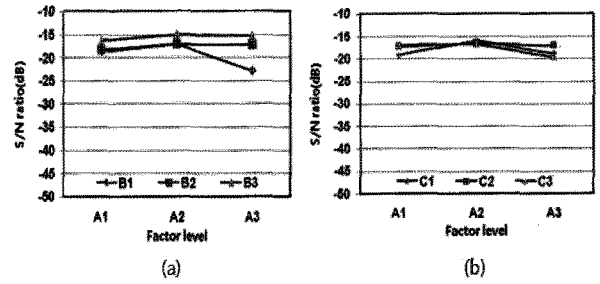 S/N ratio(dB)
-10
-15
-20
-25
-30
-35
-40
-45
-50
B1 B2 B3
A1 A2 A3
Factor level
(a)
S/N ratio(dB)
-10
-15
-20
-25
-30
-35
-40
-45
-50
C1 C2 C3
A1 A2 A3
Factor level
(b)